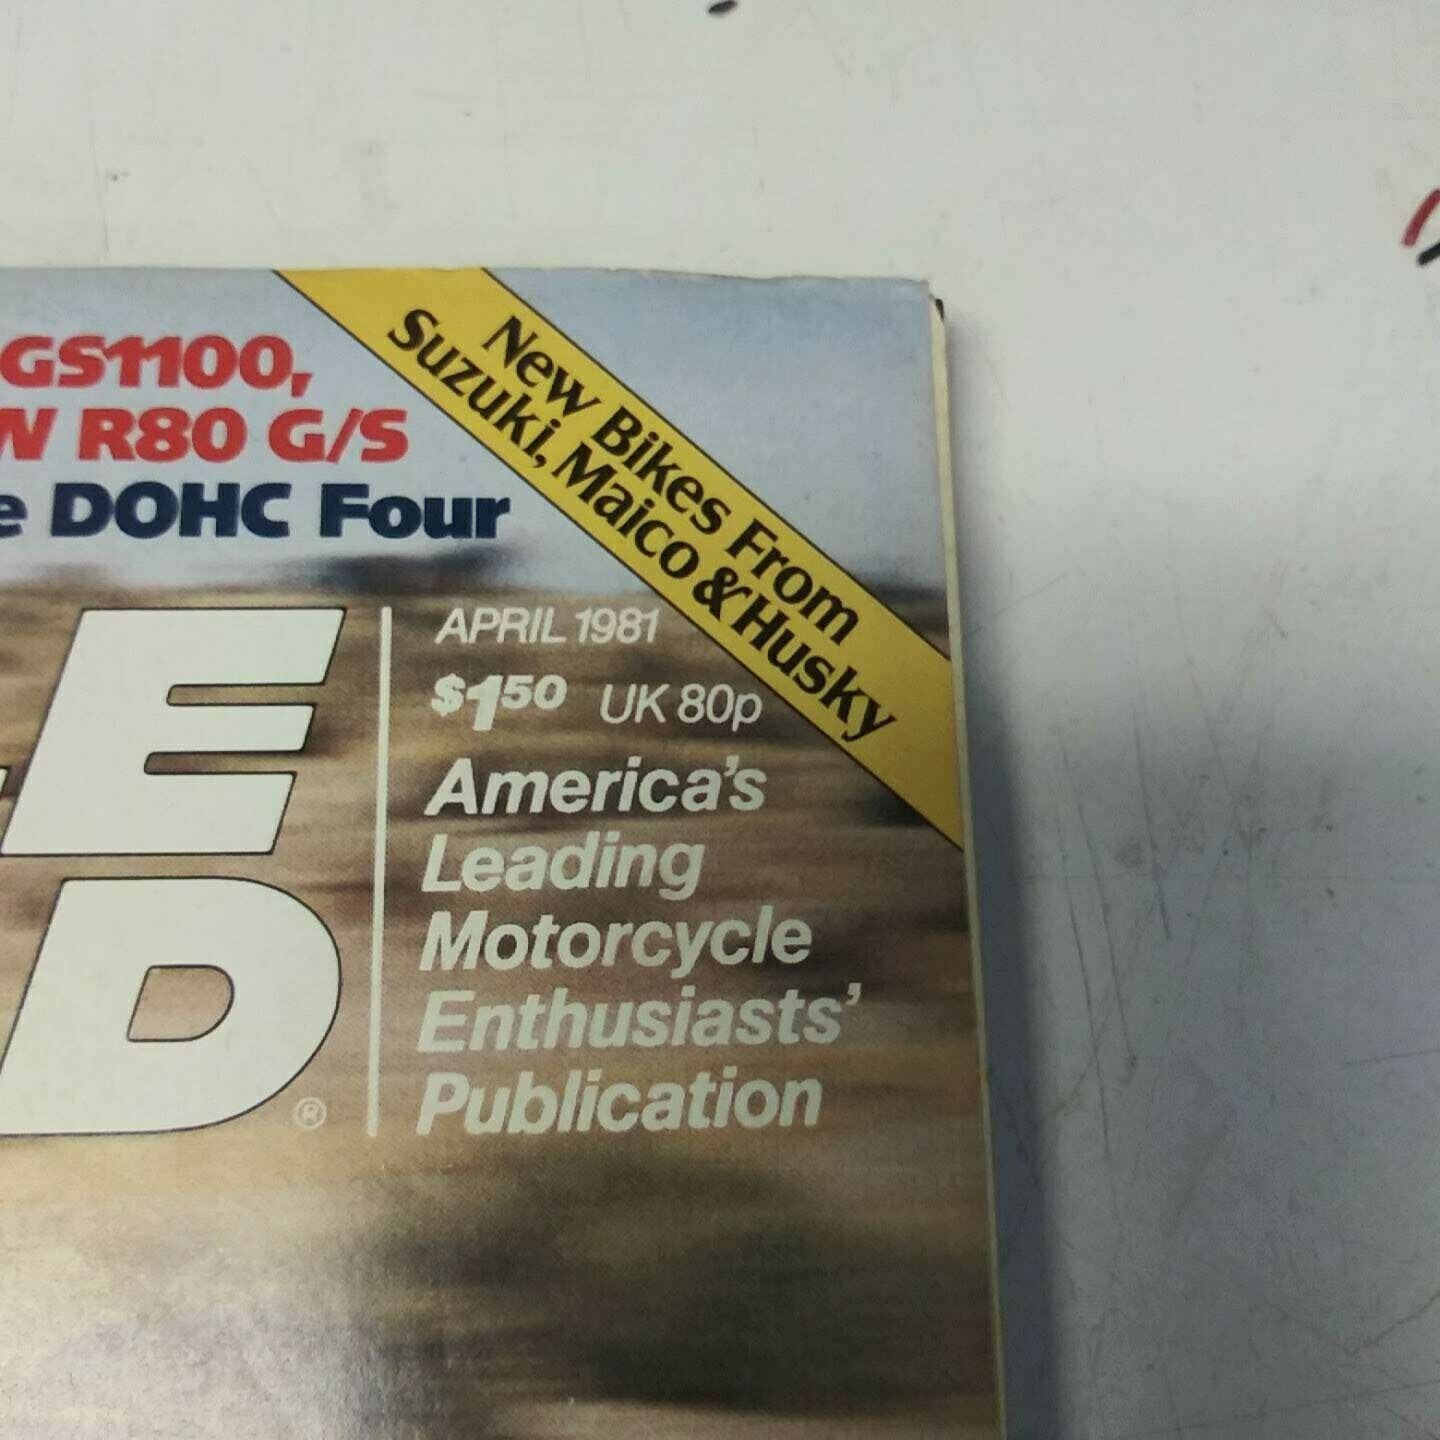 GS1100,
W R80 G/S
e DOHC Four
New Bikes From
Suzuki, Maico & Husky
E
D
®
APRIL 1981
$1.50 UK 80p
America's
Leading
Motorcycle
Enthusiasts'
Publication